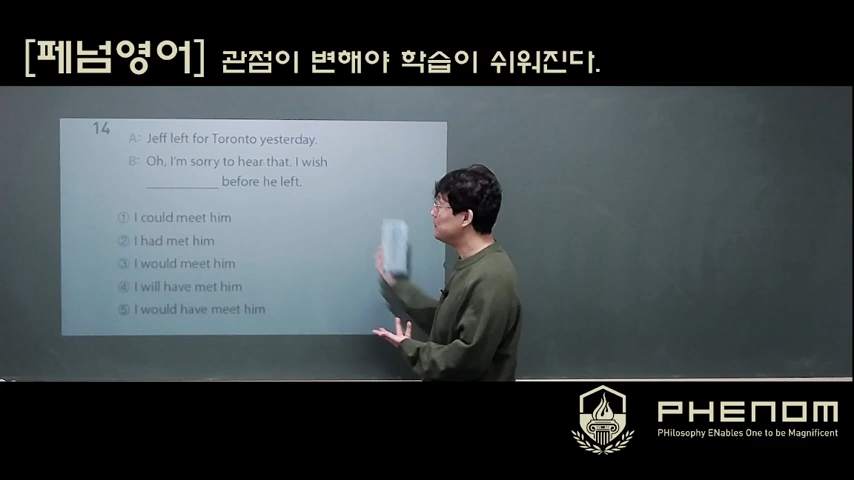 [페넘영어] 관점이 변해야 학습이 쉬워진다.
14
A: Jeff left for Toronto yesterday.
B: Oh, I'm sorry to hear that. I wish
__________ before he left.
① I could meet him
② I had met him
③ I would meet him
④ I will have met him
⑤ I would have meet him
PHENOM
PHilosophy ENables One to be Magnificent